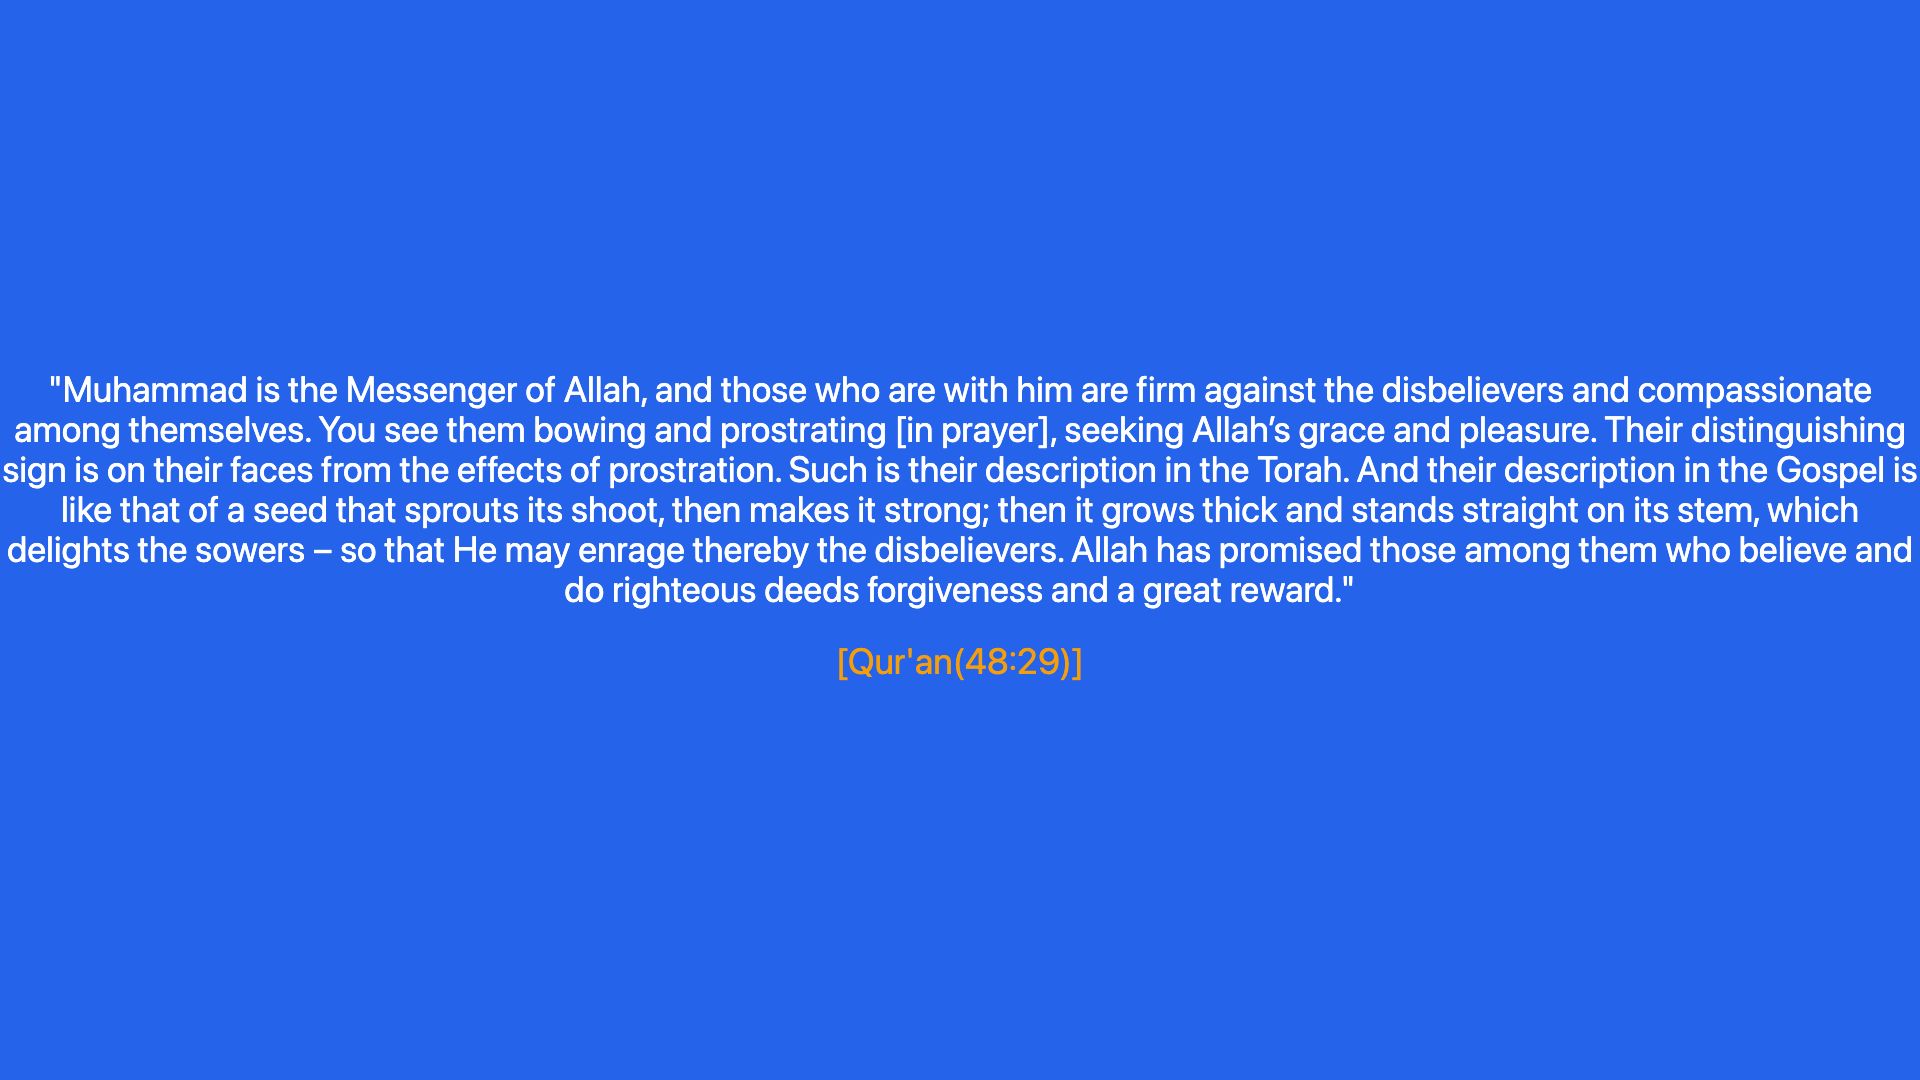 "Muhammad is the Messenger of Allah, and those who are with him are firm against the disbelievers and compassionate
among themselves. You see them bowing and prostrating [in prayer], seeking Allah’s grace and pleasure. Their distinguishing
sign is on their faces from the effects of prostration. Such is their description in the Torah. And their description in the Gospel is
like that of a seed that sprouts its shoot, then makes it strong; then it grows thick and stands straight on its stem, which
delights the sowers – so that He may enrage thereby the disbelievers. Allah has promised those among them who believe and
do righteous deeds forgiveness and a great reward."
[Qur'an(48:29)]